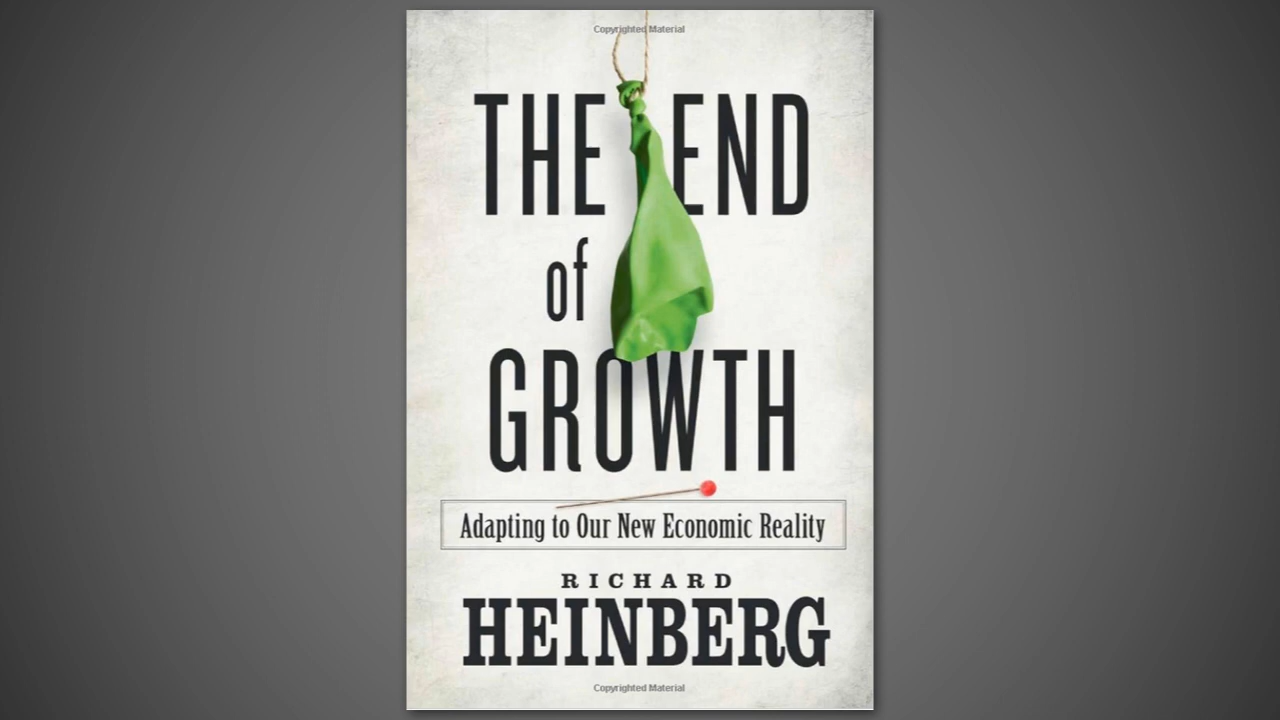 Copyrighted Material
THE END
of
GROWTH
Adapting to Our New Economic Reality
RICHARD
HEINBERG
Copyrighted Material